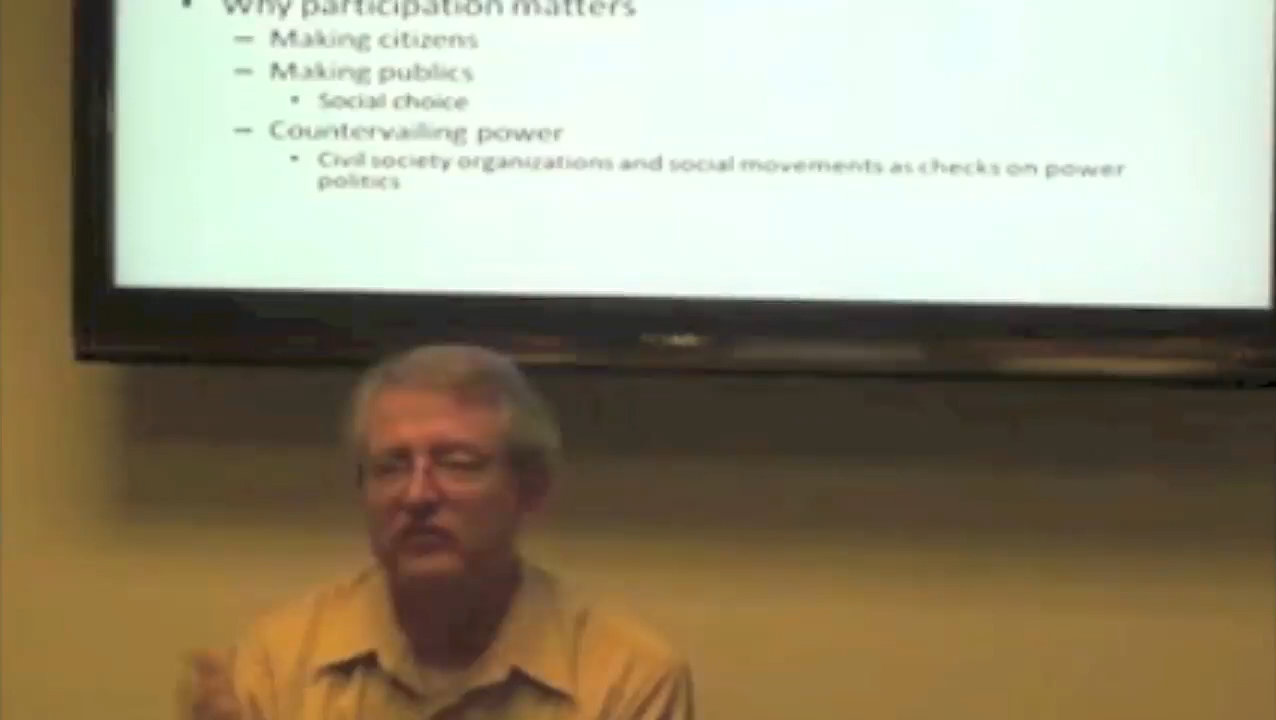 • Why participation matters
– Making citizens
– Making publics
• Social choice
– Countervailing power
• Civil society organizations and social movements as checks on power
politics